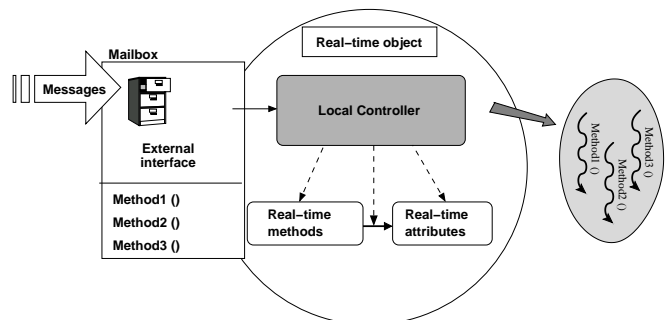 Real-time object
Mailbox
Messages
Local Controller
External
interface
Method1 ()
Method2 ()
Method3 ()
Real-time
methods
Real-time
attributes
Method1 ()
Method2 ()
Method3 ()